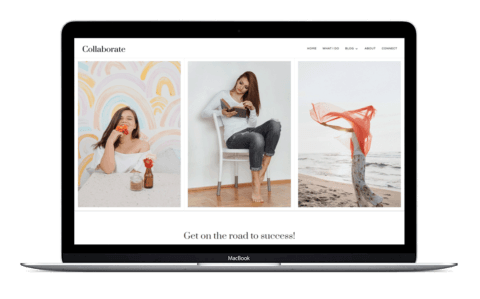 Collaborate
HOME WHAT I DO BLOG ABOUT CONNECT
Get on the road to success!
MacBook